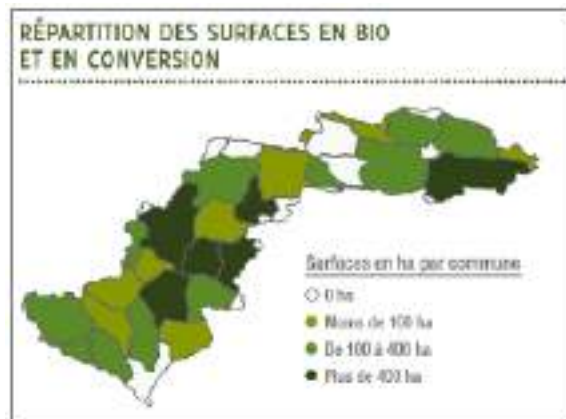 RÉPARTITION DES SURFACES EN BIO
ET EN CONVERSION
Surfaces en ha par commune
0 ha
Moins de 100 ha
De 100 à 400 ha
Plus de 400 ha